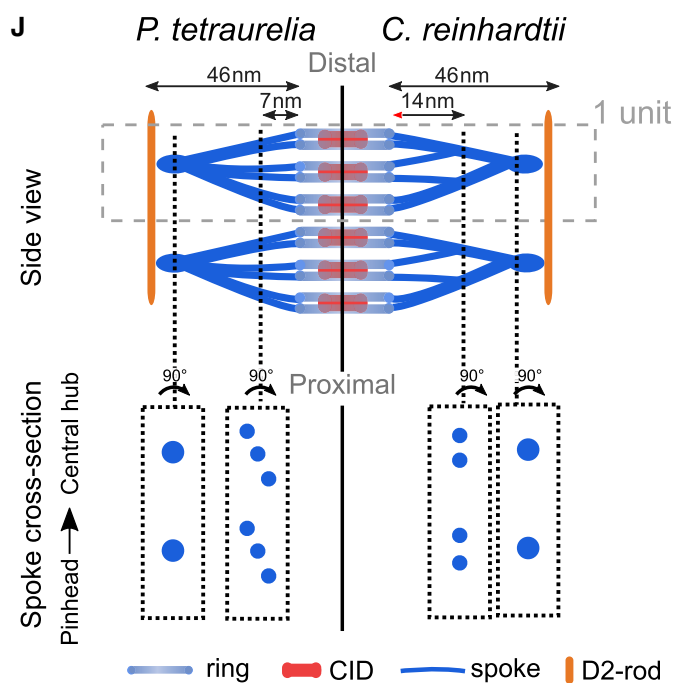 J
P. tetraurelia
C. reinhardtii
Distal
46nm
46nm
7nm
14nm
1 unit
Side view
90°
90°
Proximal
90°
90°
Spoke cross-section
Pinhead → Central hub
ring
CID
spoke
D2-rod